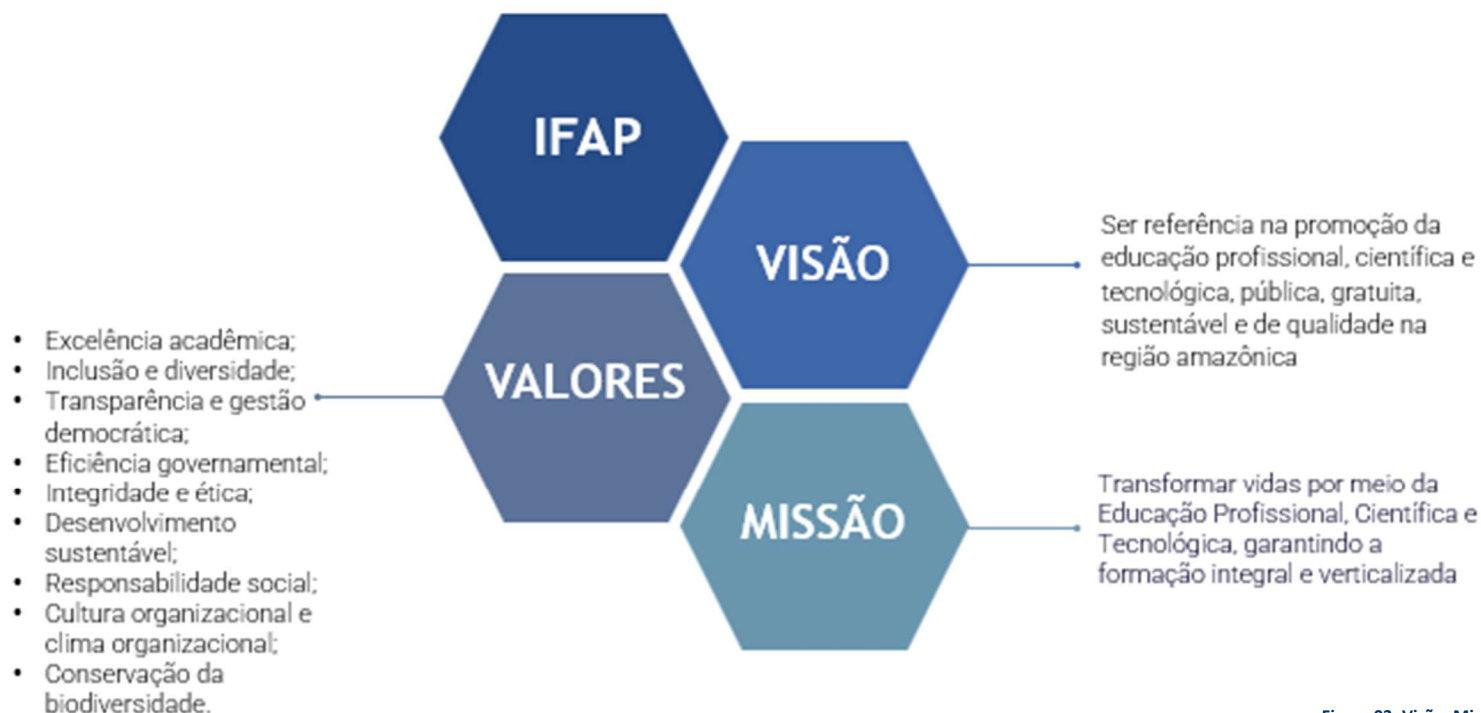 IFAP
VISÃO
Ser referência na promoção da
educação profissional, científica e
tecnológica, pública, gratuita,
sustentável e de qualidade na
região amazônica
VALORES
• Excelência acadêmica;
• Inclusão e diversidade;
• Transparência e gestão
democrática;
• Eficiência governamental;
• Integridade e ética;
• Desenvolvimento
sustentável;
• Responsabilidade social;
• Cultura organizacional e
clima organizacional;
• Conservação da
biodiversidade.
MISSÃO
Transformar vidas por meio da
Educação Profissional, Científica e
Tecnológica, garantindo a
formação integral e verticalizada